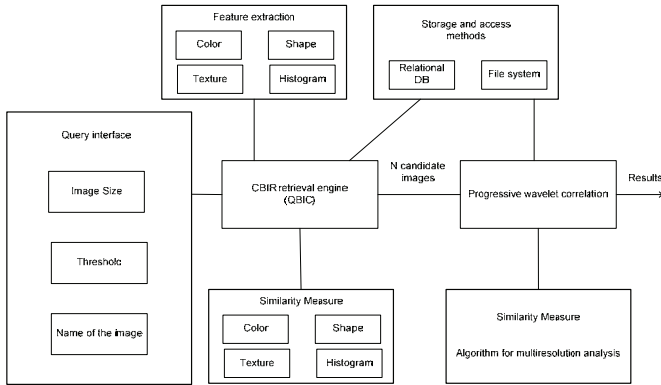 Feature extraction
Color
Shape
Texture
Histogram
Storage and access
methods
Relational
DB
File system
Query interface
Image Size
Threshold
Name of the image
CBIR retrieval engine
(QBIC)
N candidate
images
Progressive wavelet correlation
Results
Similarity Measure
Color
Shape
Texture
Histogram
Similarity Measure
Algorithm for multiresolution analysis